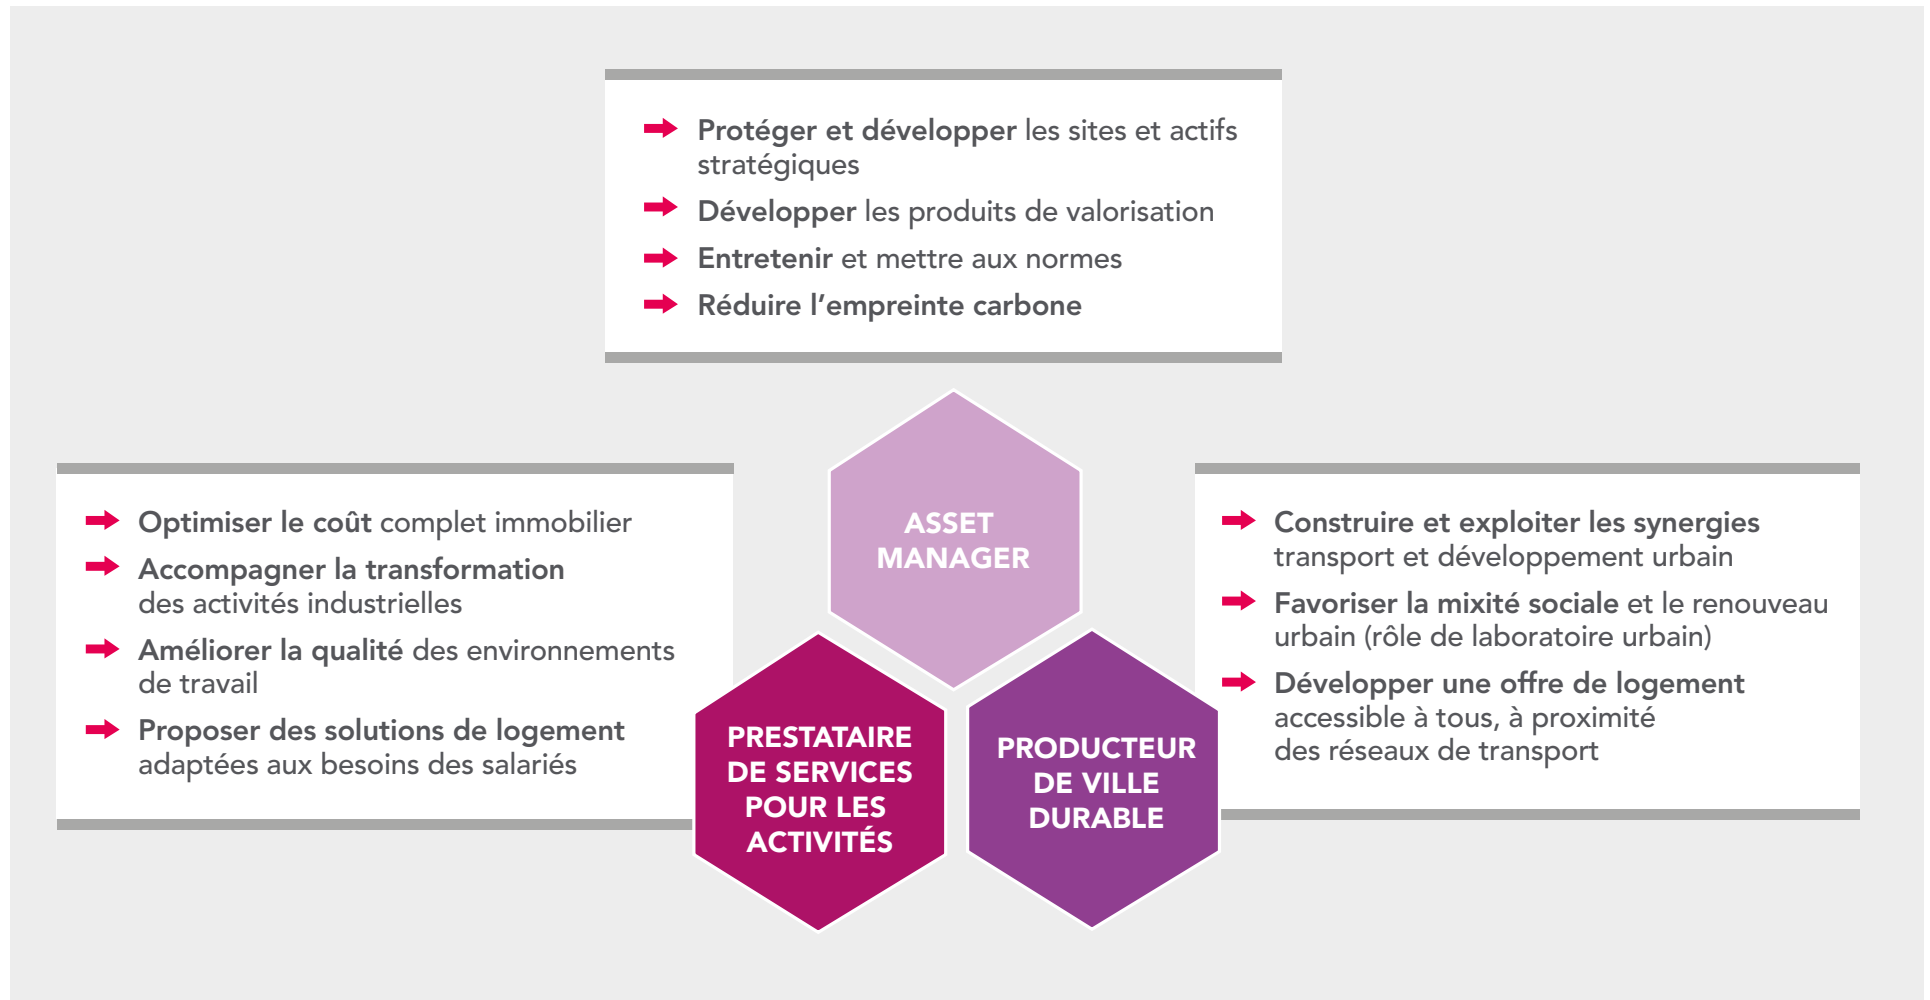 Protéger et développer les sites et actifs
stratégiques
Développer les produits de valorisation
Entretenir et mettre aux normes
Réduire l’empreinte carbone
ASSET
MANAGER
Optimiser le coût complet immobilier
Accompagner la transformation
des activités industrielles
Améliorer la qualité des environnements
de travail
Proposer des solutions de logement
adaptées aux besoins des salariés
PRESTATAIRE
DE SERVICES
POUR LES
ACTIVITÉS
PRODUCTEUR
DE VILLE
DURABLE
Construire et exploiter les synergies
transport et développement urbain
Favoriser la mixité sociale et le renouveau
urbain (rôle de laboratoire urbain)
Développer une offre de logement
accessible à tous, à proximité
des réseaux de transport